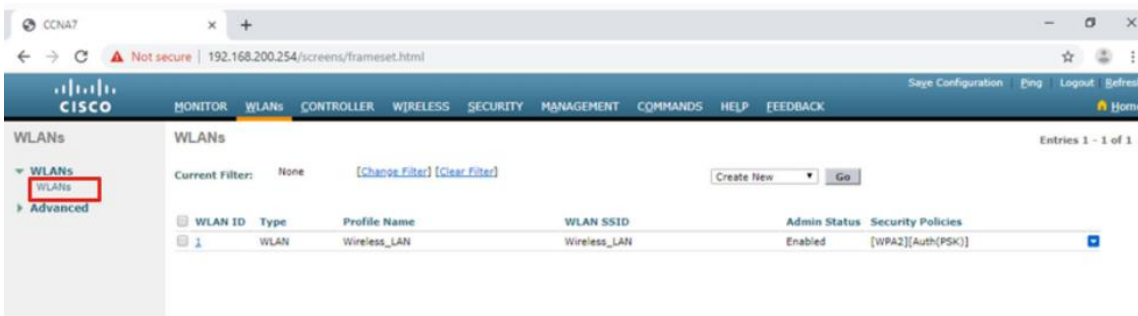 CCNA7
Not secure | 192.168.200.254/screens/frameset.html
Save Configuration | Ping | Logout | Refresh
CISCO MONITOR WLANs CONTROLLER WIRELESS SECURITY MANAGEMENT COMMANDS HELP FEEDBACK Home
WLANs WLANs Entries 1 - 1 of 1
WLANs
WLANs
Advanced
Current Filter: None [Change Filter] [Clear Filter] Create New Go
WLAN ID Type Profile Name WLAN SSID Admin Status Security Policies
1 WLAN Wireless_LAN Wireless_LAN Enabled [WPA2][Auth(PSK)]